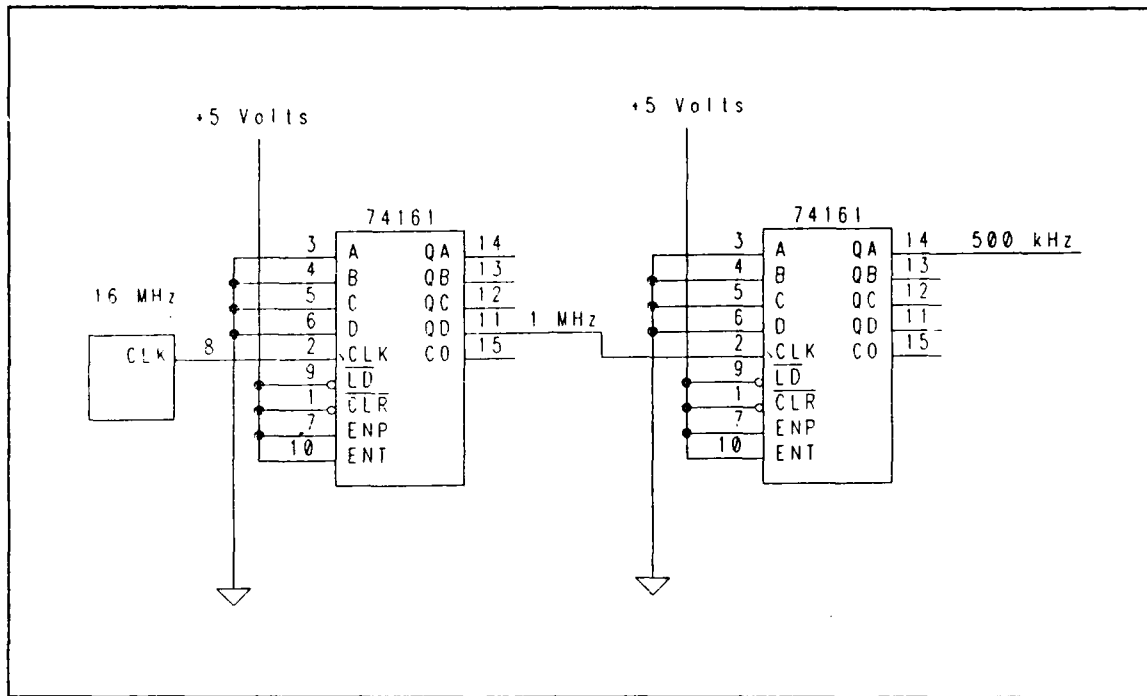 +5 Volts
+5 Volts
74161
74161
16 MHz
CLK
8
3 A QA 14
4 B QB 13
5 C QC 12
6 D QD 11
2 CLK CO 15
9 LD
1 CLR
7 ENP
10 ENT
1 MHz
3 A QA 14
4 B QB 13
5 C QC 12
6 D QD 11
2 CLK CO 15
9 LD
1 CLR
7 ENP
10 ENT
500 kHz